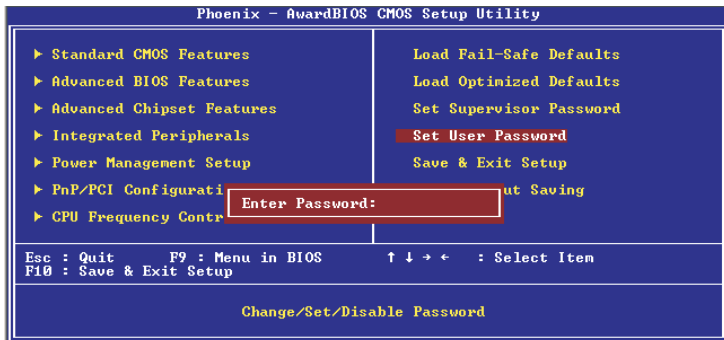 Phoenix - AwardBIOS CMOS Setup Utility
▶ Standard CMOS Features
▶ Advanced BIOS Features
▶ Advanced Chipset Features
▶ Integrated Peripherals
▶ Power Management Setup
▶ PnP/PCI Configurati
▶ CPU Frequency Contr
Load Fail-Safe Defaults
Load Optimized Defaults
Set Supervisor Password
Set User Password
Save & Exit Setup
ut Saving
Enter Password:
Esc : Quit F9 : Menu in BIOS ↑ ↓ → ← : Select Item
F10 : Save & Exit Setup
Change/Set/Disable Password